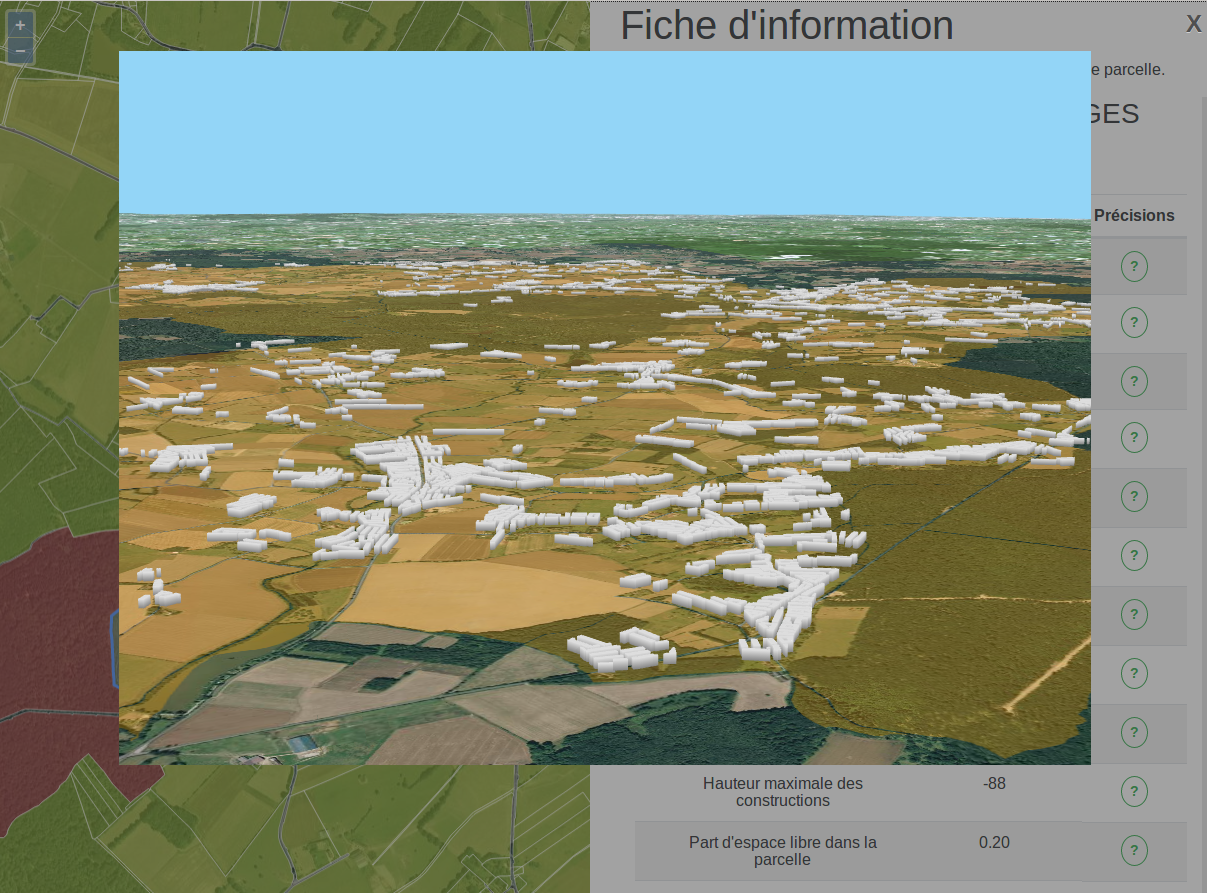 +
−
Fiche d'information
X
e parcelle.
GES
Précisions
?
?
?
?
?
?
?
?
?
Hauteur maximale des
constructions
-88
?
Part d'espace libre dans la
parcelle
0.20
?